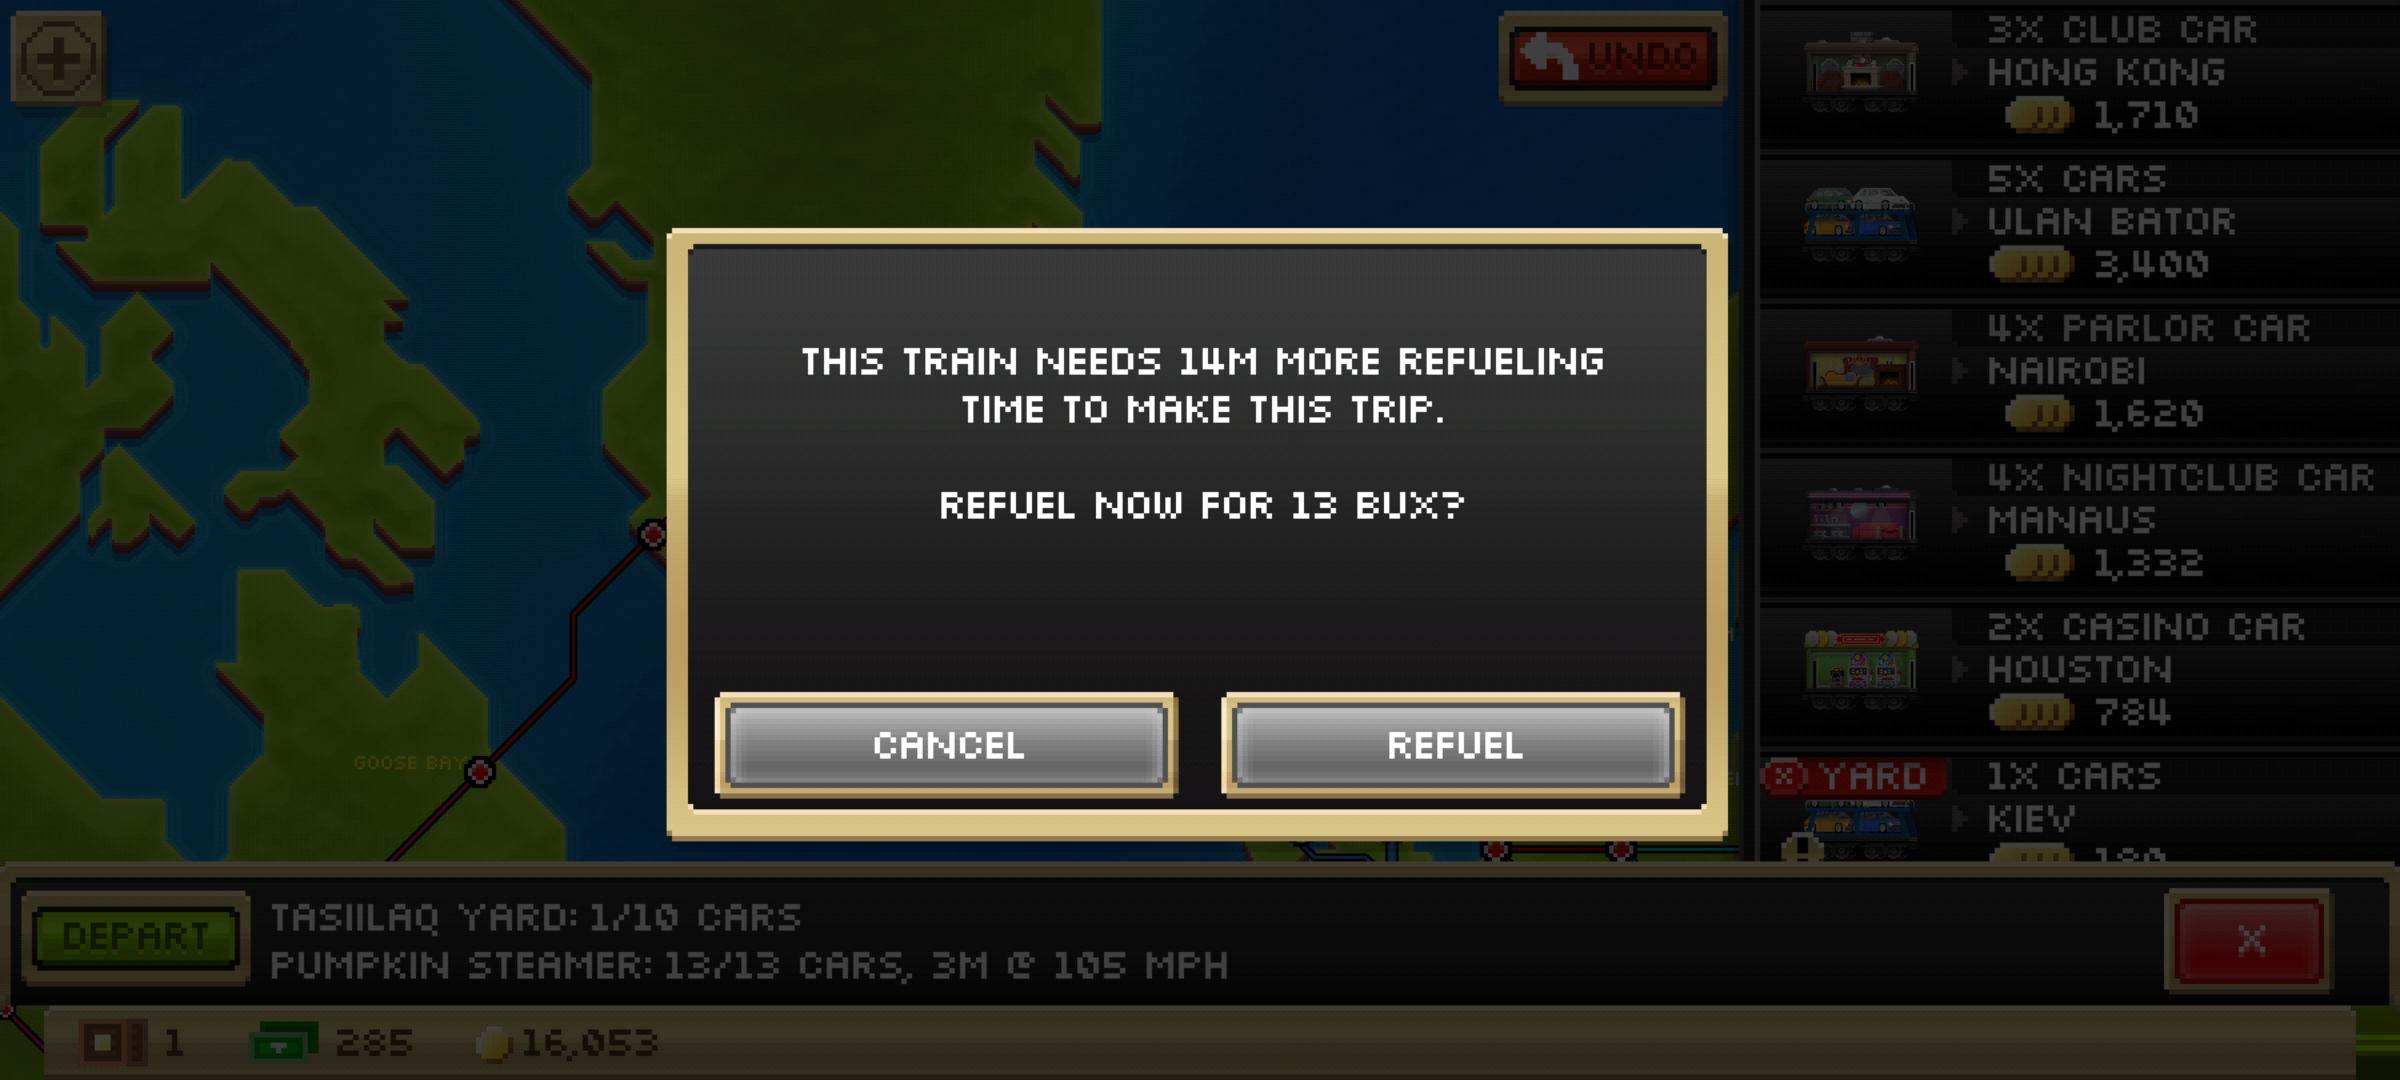 UNDO
3X CLUB CAR
HONG KONG
1,710
5X CARS
ULAN BATOR
3,400
4X PARLOR CAR
NAIROBI
1,620
4X NIGHTCLUB CAR
MANAUS
1,332
2X CASINO CAR
HOUSTON
784
YARD
1X CARS
KIEV
180
THIS TRAIN NEEDS 14M MORE REFUELING
TIME TO MAKE THIS TRIP.
REFUEL NOW FOR 13 BUX?
CANCEL
REFUEL
GOOSE BAY
DEPART
TASIILAQ YARD: 1/10 CARS
PUMPKIN STEAMER: 13/13 CARS, 3M @ 105 MPH
X
1
285
16,053